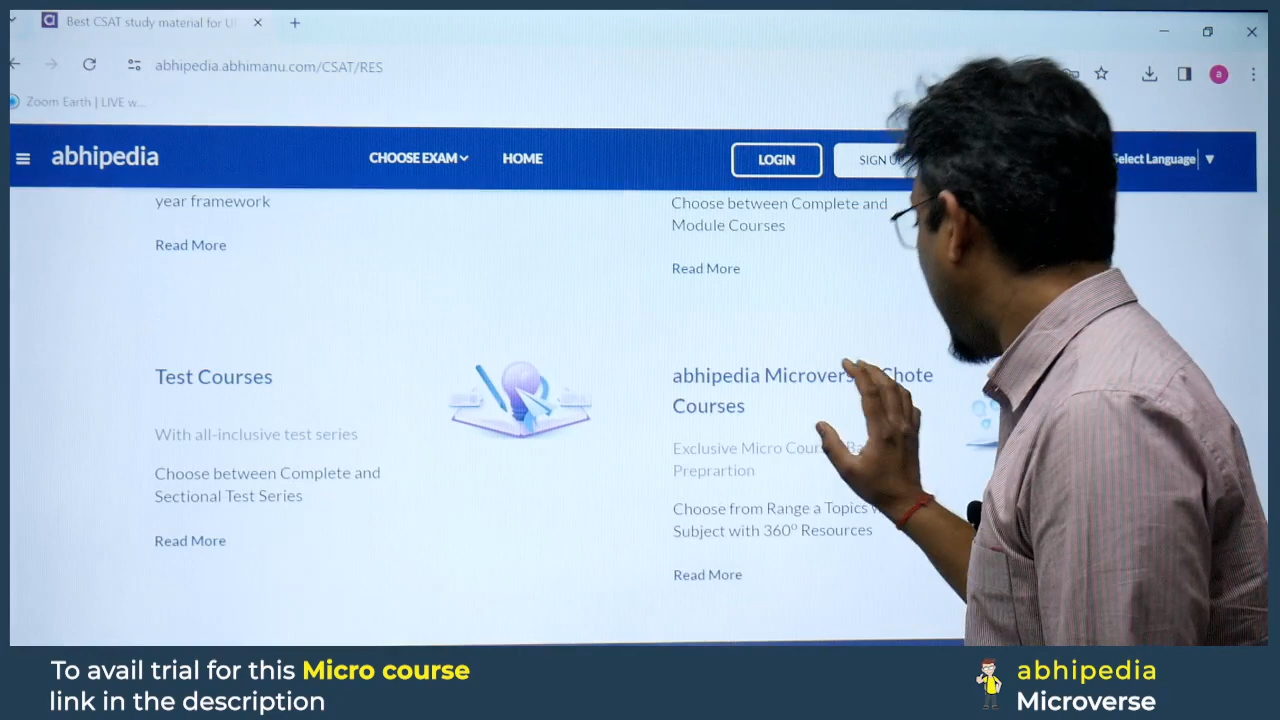 Best CSAT study material for U
abhipedia.abhimanu.com/CSAT/RES
Zoom Earth | LIVE w...
abhipedia
CHOOSE EXAM
HOME
LOGIN
SIGN
Select Language
year framework
Read More
Choose between Complete and
Module Courses
Read More
Test Courses
With all-inclusive test series
Choose between Complete and
Sectional Test Series
Read More
abhipedia Chote
Courses
Exclusive Micro
Preprartion
Choose from Range a Topics
Subject with 360º Resources
Read More
To avail trial for this Micro course
link in the description
abhipedia
Microverse